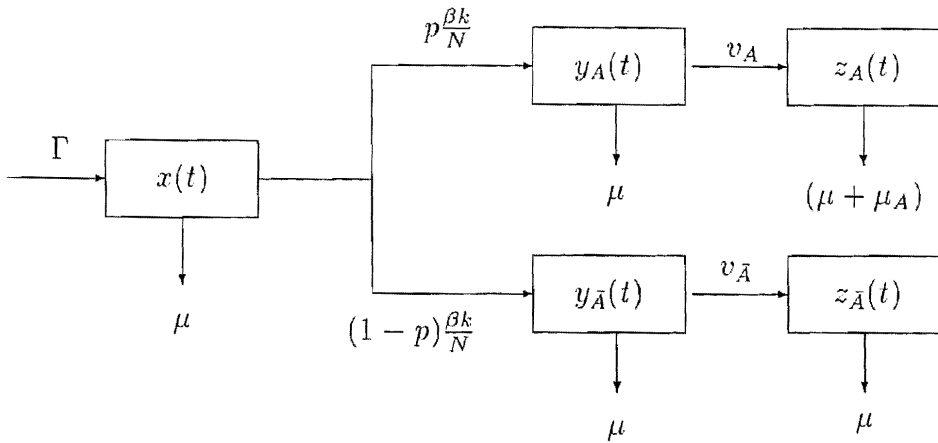 p βk/N
y_A(t)
v_A
z_A(t)
Γ
x(t)
μ
(μ + μ_A)
μ
y_Ā(t)
v_Ā
z_Ā(t)
(1 − p) βk/N
μ
μ